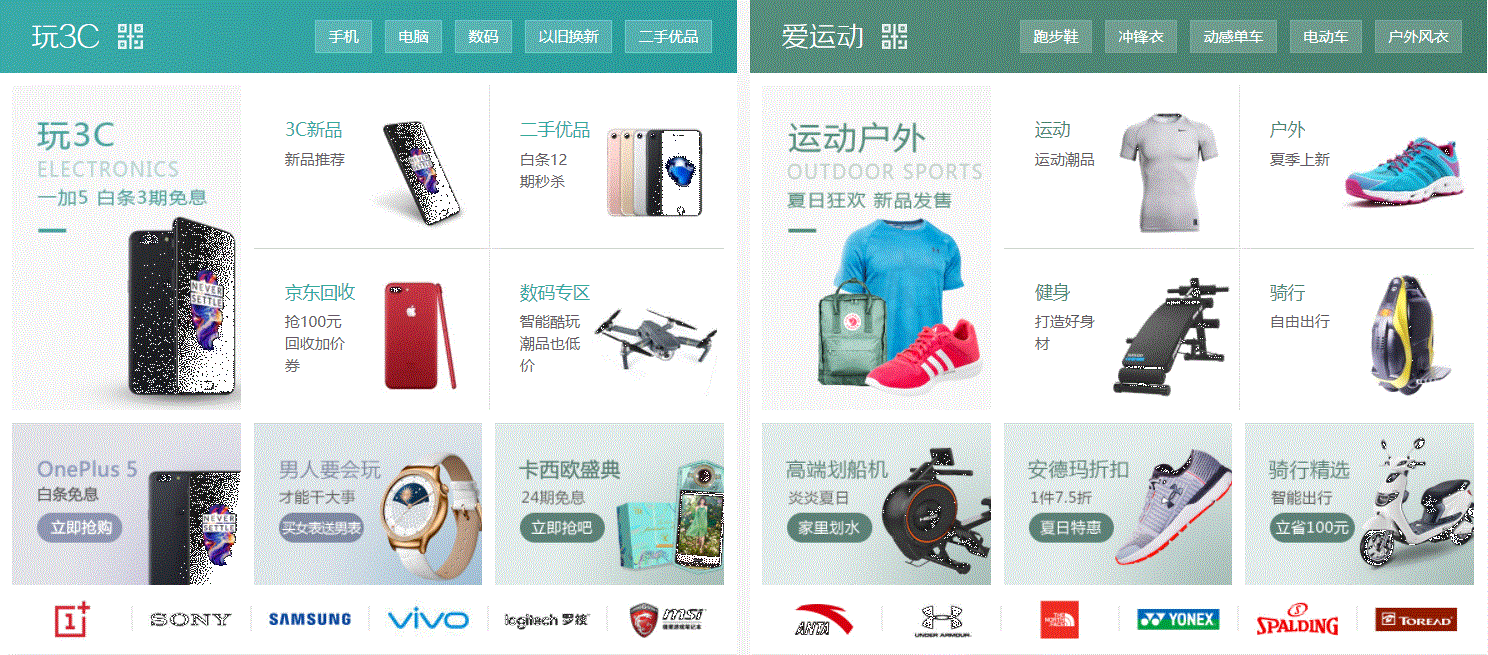 玩3C
手机
电脑
数码
以旧换新
二手优品
玩3C
ELECTRONICS
一加5 白条3期免息
NEVER
SETTLE
3C新品
新品推荐
二手优品
白条12
期秒杀
京东回收
抢100元
回收加价
券
数码专区
智能酷玩
潮品也低
价
OnePlus 5
白条免息
立即抢购
NEVER
SETTLE
男人要会玩
才能干大事
买女表送男表
卡西欧盛典
24期免息
立即抢吧
1+
SONY
SAMSUNG
vivo
logitech 罗技
msi
爱运动
跑步鞋
冲锋衣
动感单车
电动车
户外风衣
运动户外
OUTDOOR SPORTS
夏日狂欢 新品发售
运动
运动潮品
户外
夏季上新
健身
打造好身
材
骑行
自由出行
高端划船机
炎炎夏日
家里划水
安德玛折扣
1件7.5折
夏日特惠
骑行精选
智能出行
立省100元
ANTA
UNDER ARMOUR
THE
NORTH
FACE
YONEX
SPALDING
TOREAD